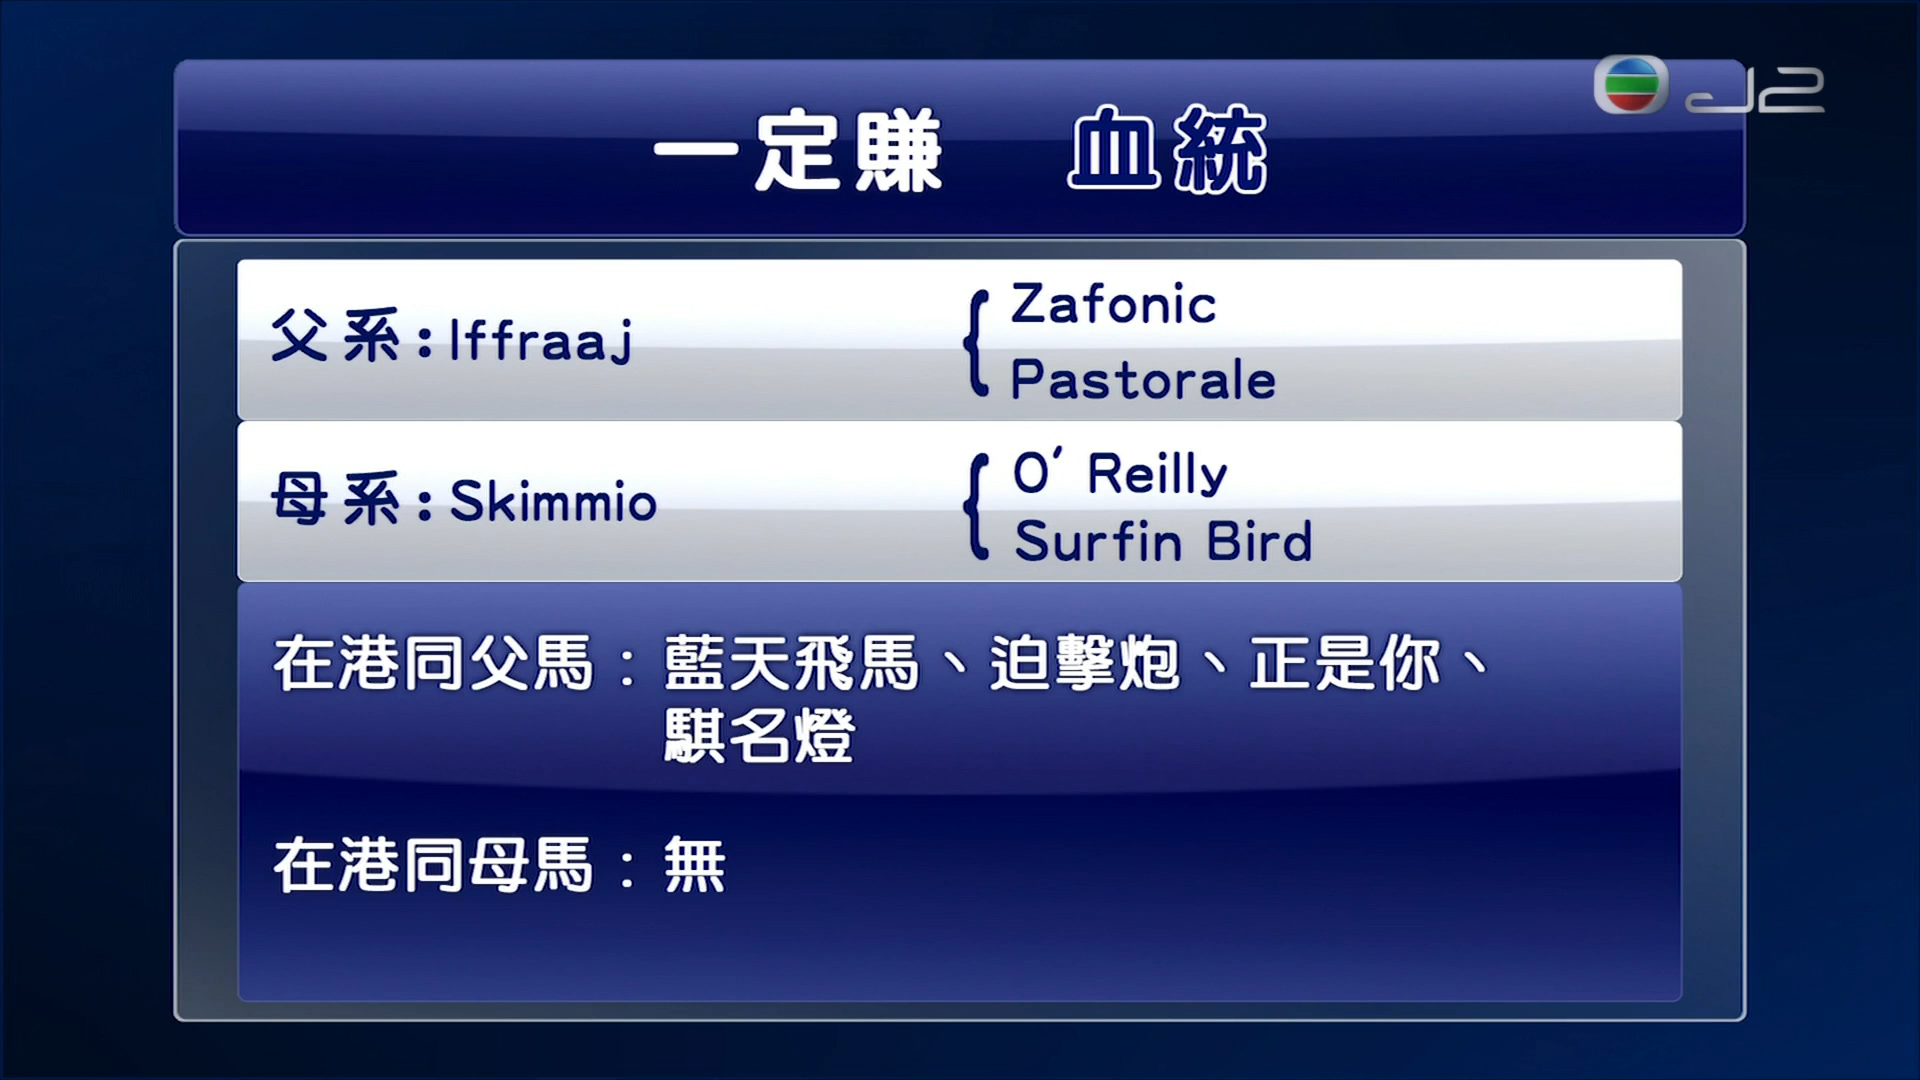 一定賺 血統
J2
父系:Iffraaj
Zafonic
Pastorale
母系:Skimmio
O' Reilly
Surfin Bird
在港同父馬：藍天飛馬、迫擊炮、正是你、
騏名燈
在港同母馬：無